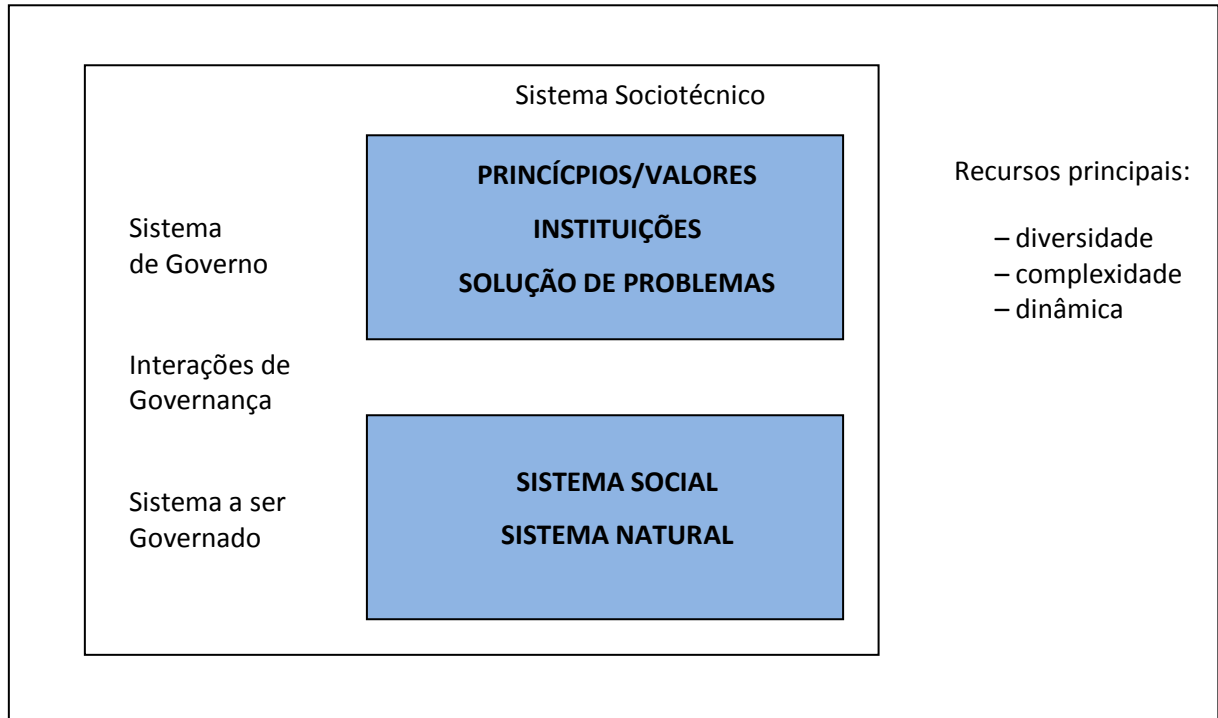 Sistema Sociotécnico
PRINCÍCPIOS/VALORES
INSTITUIÇÕES
SOLUÇÃO DE PROBLEMAS
Sistema
de Governo
Interações de
Governança
Sistema a ser
Governado
SISTEMA SOCIAL
SISTEMA NATURAL
Recursos principais:
– diversidade
– complexidade
– dinâmica